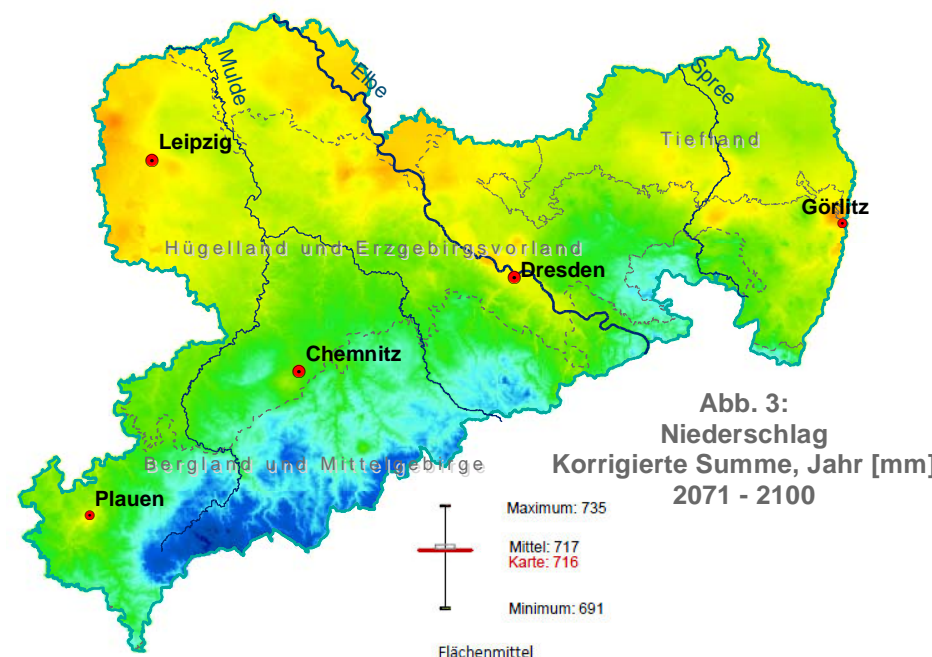 Mulde
Elbe
Spree
Tiefland
Leipzig
Görlitz
Hügelland und Erzgebirgsvorland
Dresden
Chemnitz
Abb. 3:
Niederschlag
Korrigierte Summe, Jahr [mm]
2071 - 2100
Bergland und Mittelgebirge
Plauen
Maximum: 735
Mittel: 717
Karte: 716
Minimum: 691
Flächenmittel